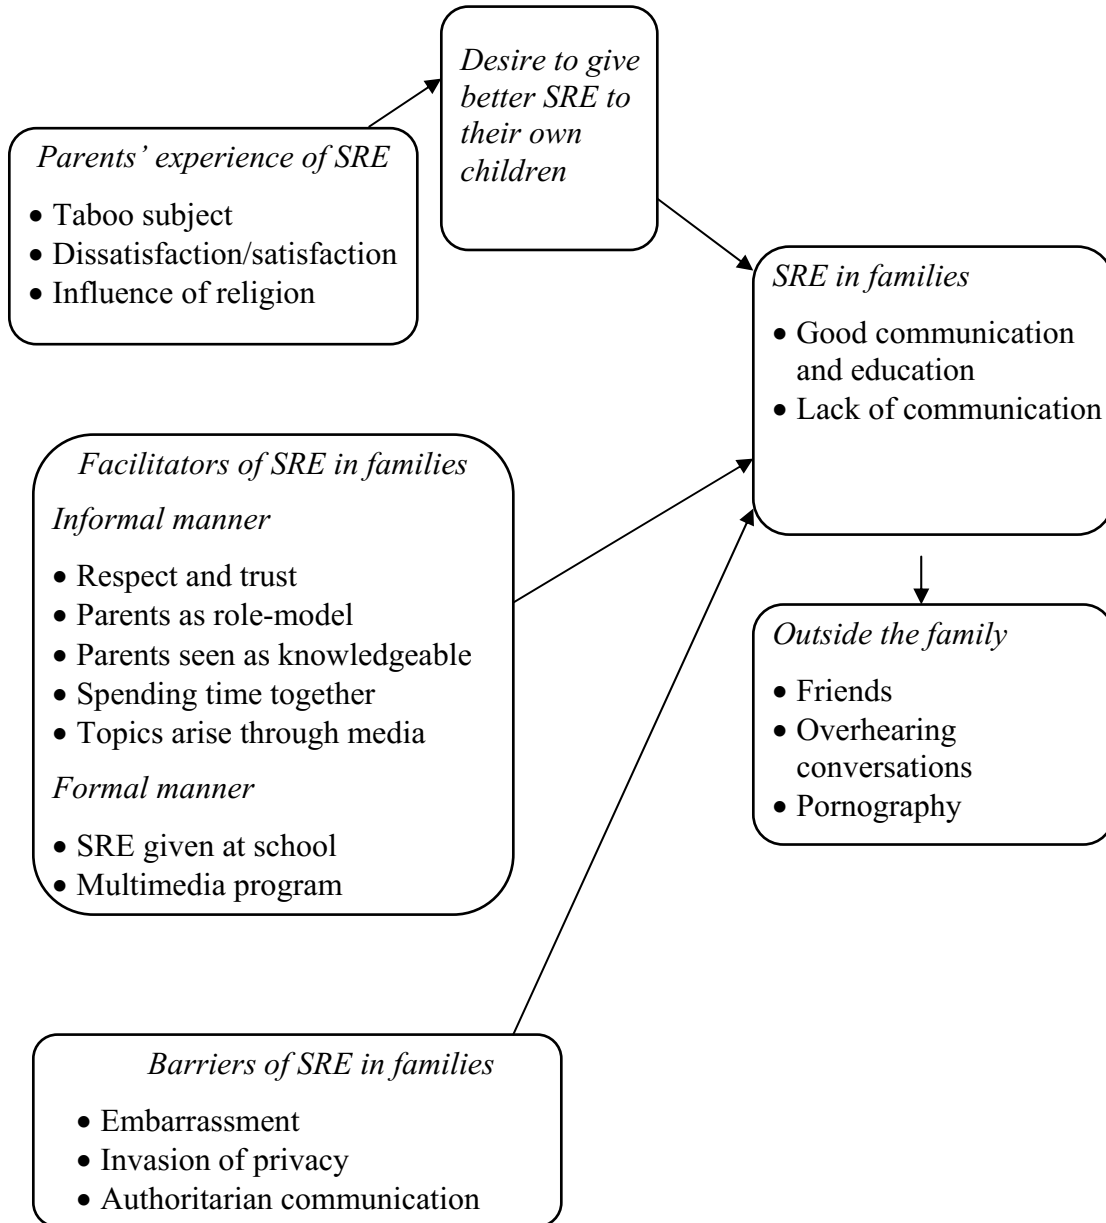 Desire to give
better SRE to
their own
children
Parents’ experience of SRE
• Taboo subject
• Dissatisfaction/satisfaction
• Influence of religion
SRE in families
• Good communication
and education
• Lack of communication
Facilitators of SRE in families
Informal manner
• Respect and trust
• Parents as role-model
• Parents seen as knowledgeable
• Spending time together
• Topics arise through media
Formal manner
• SRE given at school
• Multimedia program
Outside the family
• Friends
• Overhearing
conversations
• Pornography
Barriers of SRE in families
• Embarrassment
• Invasion of privacy
• Authoritarian communication